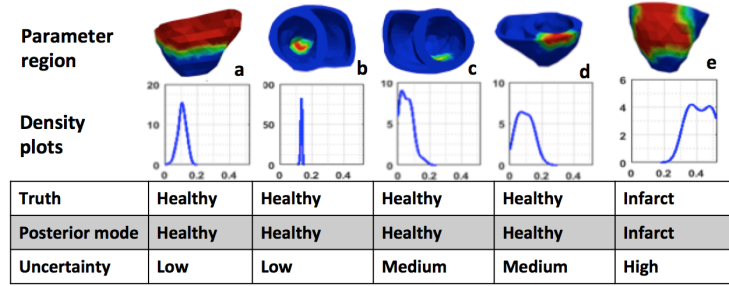 Parameter region
a b c d e
Density plots
20 10 0
0 0.2 0.4
00 50 0
0 0.2 0.4
10 5 0
0 0.2 0.4
10 5 0
0 0.2 0.4
6 4 2 0
0 0.2 0.4
Truth Healthy Healthy Healthy Healthy Infarct
Posterior mode Healthy Healthy Healthy Healthy Infarct
Uncertainty Low Low Medium Medium High